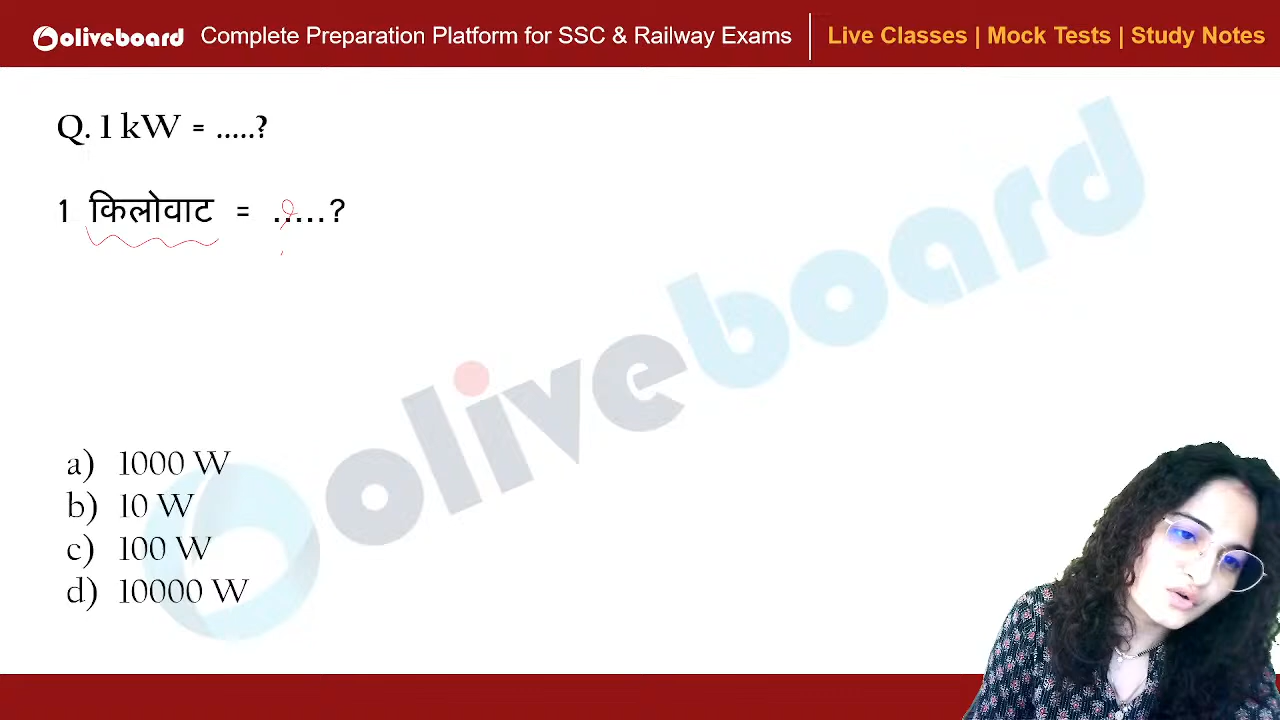 oliveboard Complete Preparation Platform for SSC & Railway Exams Live Classes | Mock Tests | Study Notes
Q. 1 kW = .....?
1 किलोवाट = .....?
oliveboard
a) 1000 W
b) 10 W
c) 100 W
d) 10000 W